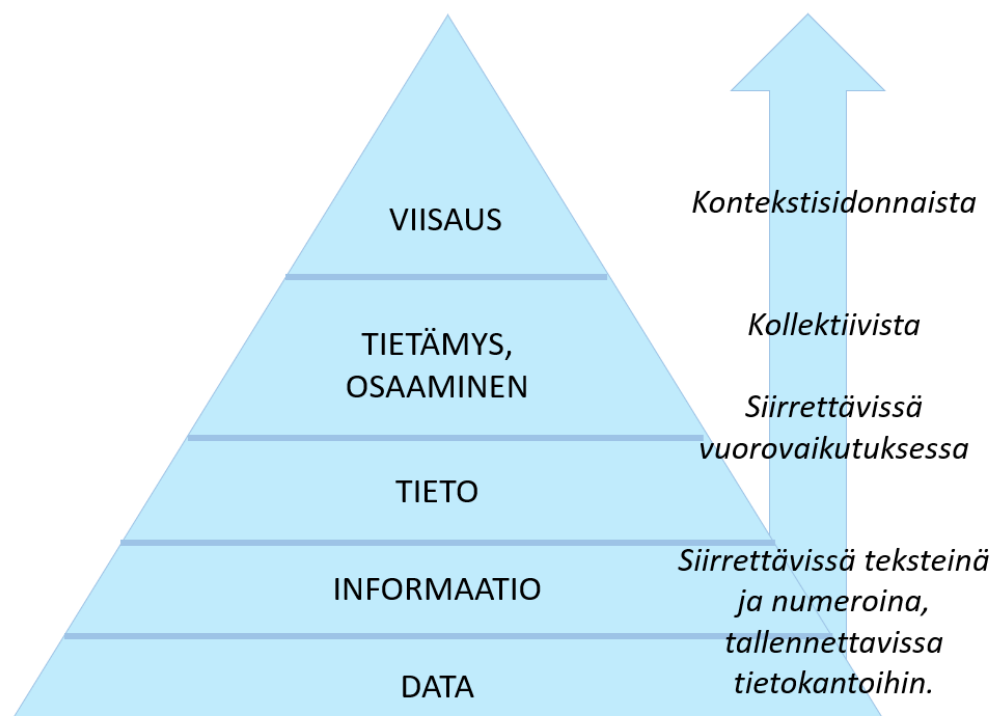 VIISAUS
TIETÄMYS,
OSAAMINEN
TIETO
INFORMAATIO
DATA
Kontekstisidonnaista
Kollektiivista
Siirrettävissä
vuorovaikutuksessa
Siirrettävissä teksteinä
ja numeroina,
tallennettavissa
tietokantoihin.